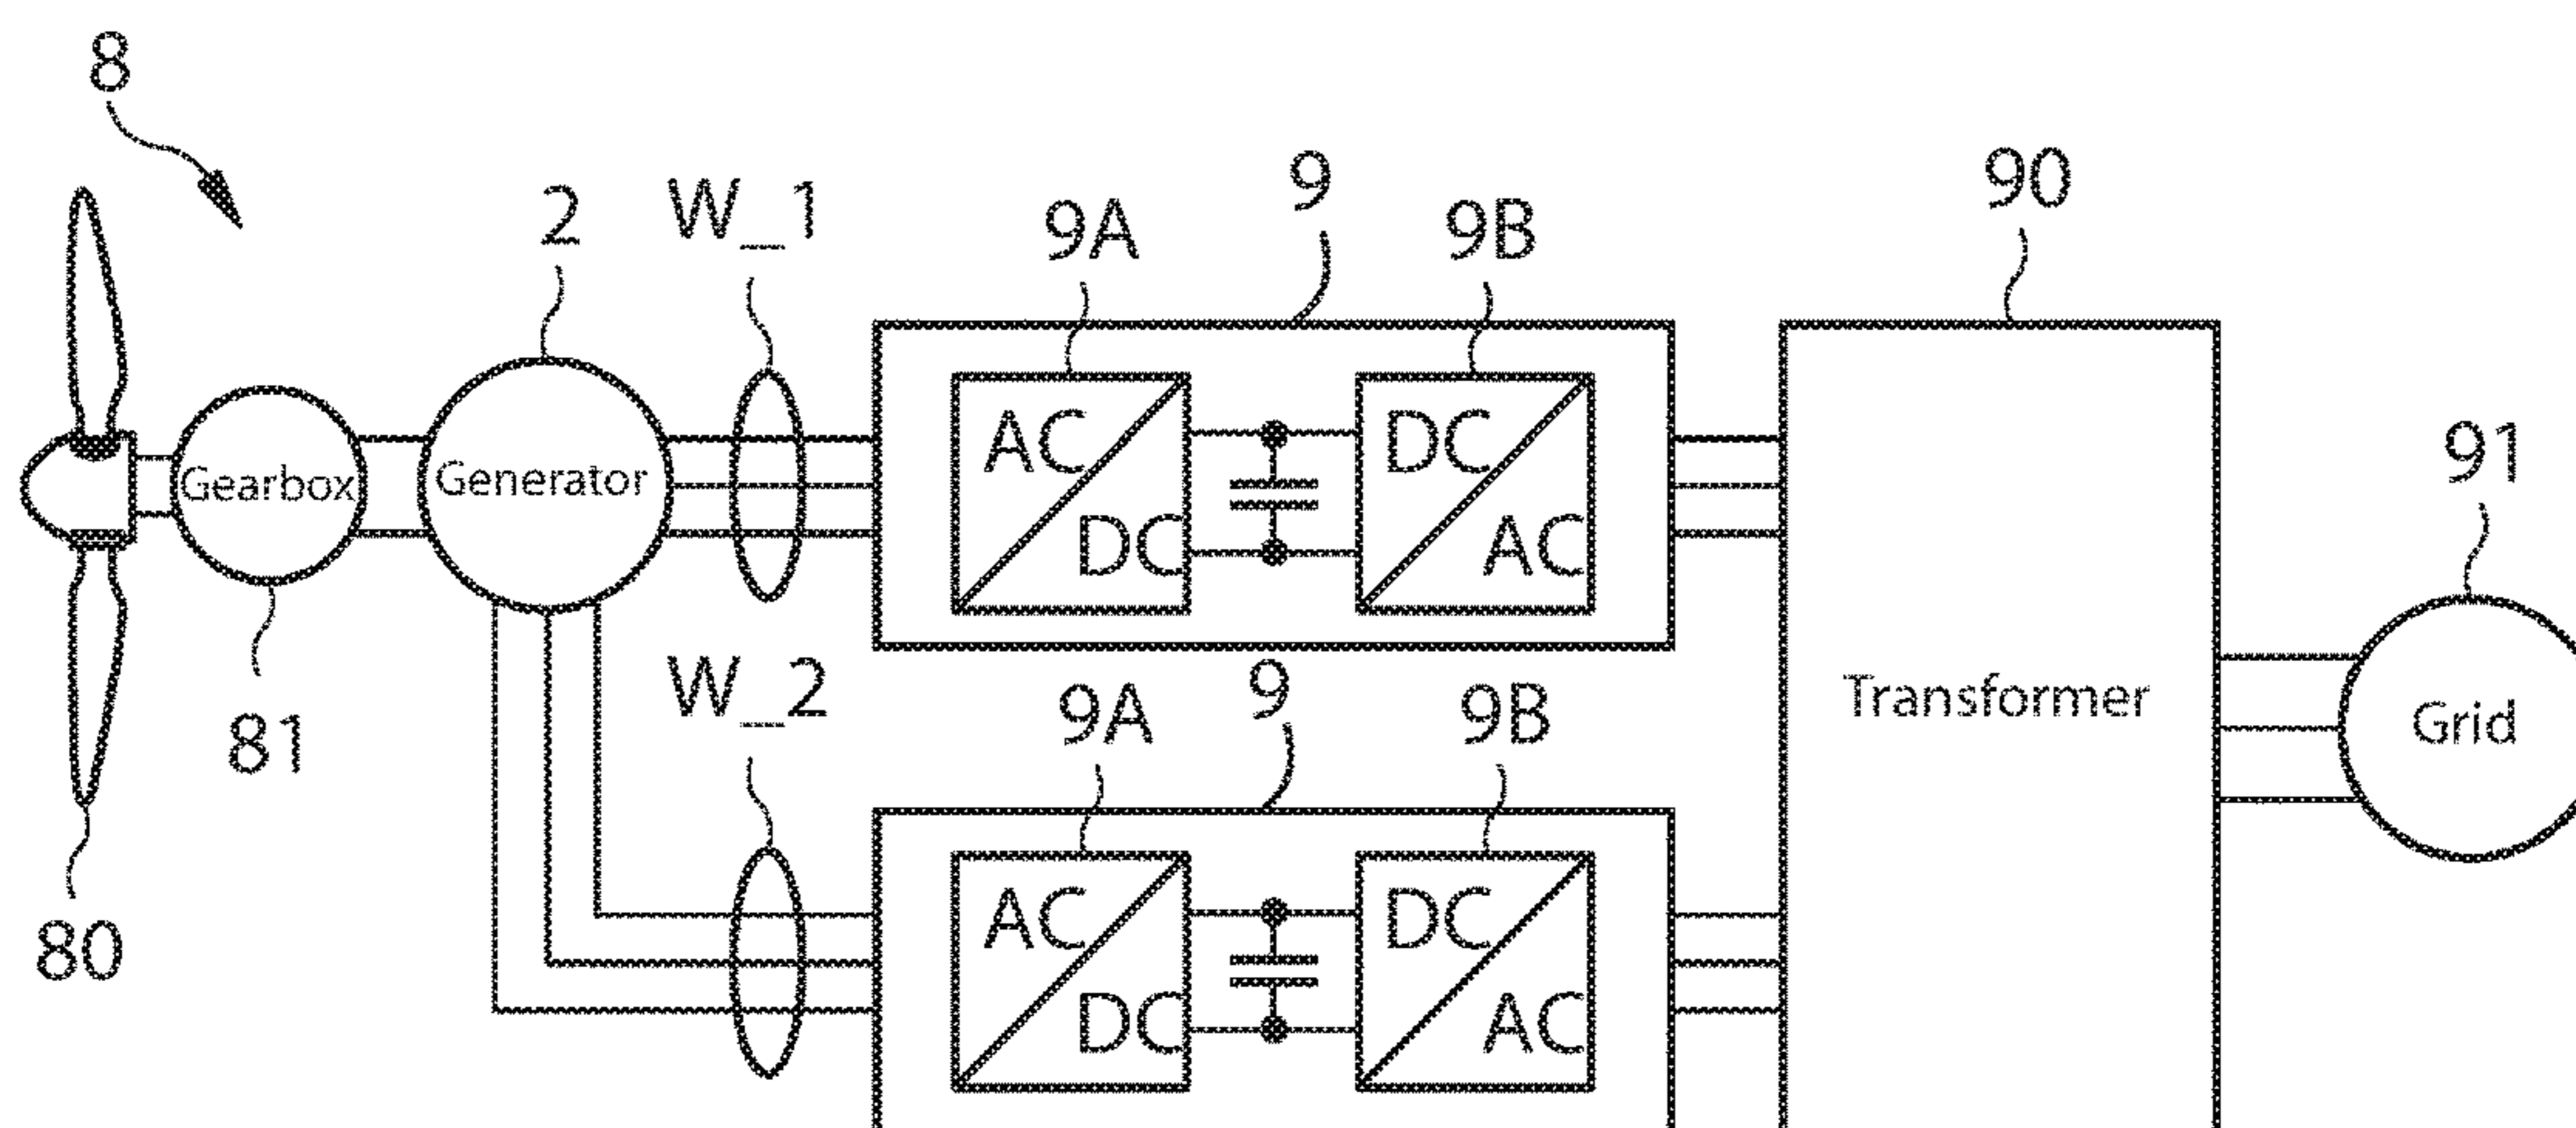 8
2
W_1
9A
9
9B
90
91
Gearbox
Generator
AC
DC
DC
AC
81
80
W_2
9A
9
9B
AC
DC
DC
AC
Transformer
Grid